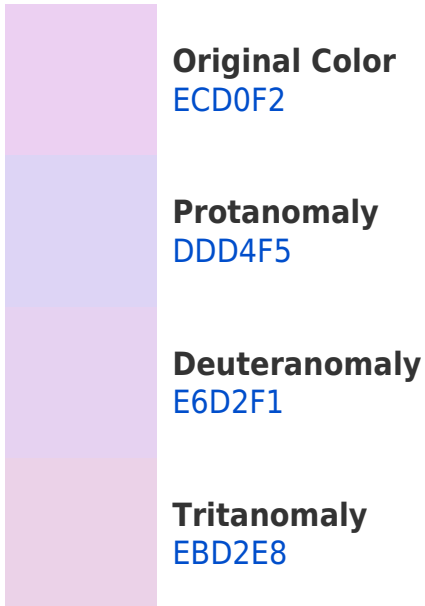 Original Color
ECD0F2
Protanomaly
DDD4F5
Deuteranomaly
E6D2F1
Tritanomaly
EBD2E8